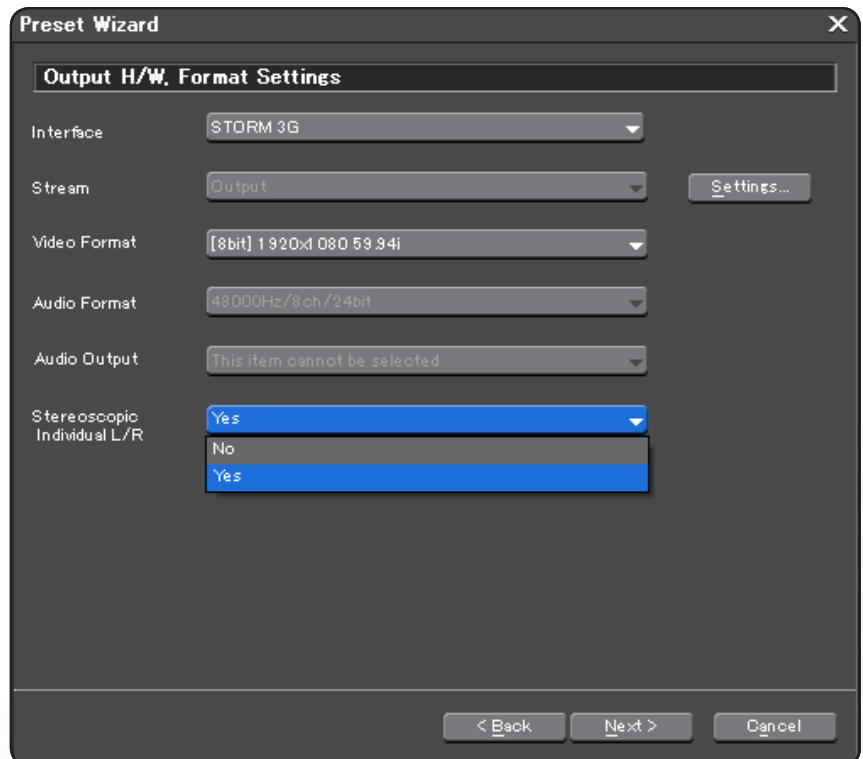 Preset Wizard
Output H/W, Format Settings
Interface
STORM 3G
Stream
Output
Settings...
Video Format
[8bit] 1920x1080 59.94i
Audio Format
48000Hz/8ch/24bit
Audio Output
This item cannot be selected
Stereoscopic
Individual L/R
Yes
No
Yes
< Back
Next >
Cancel